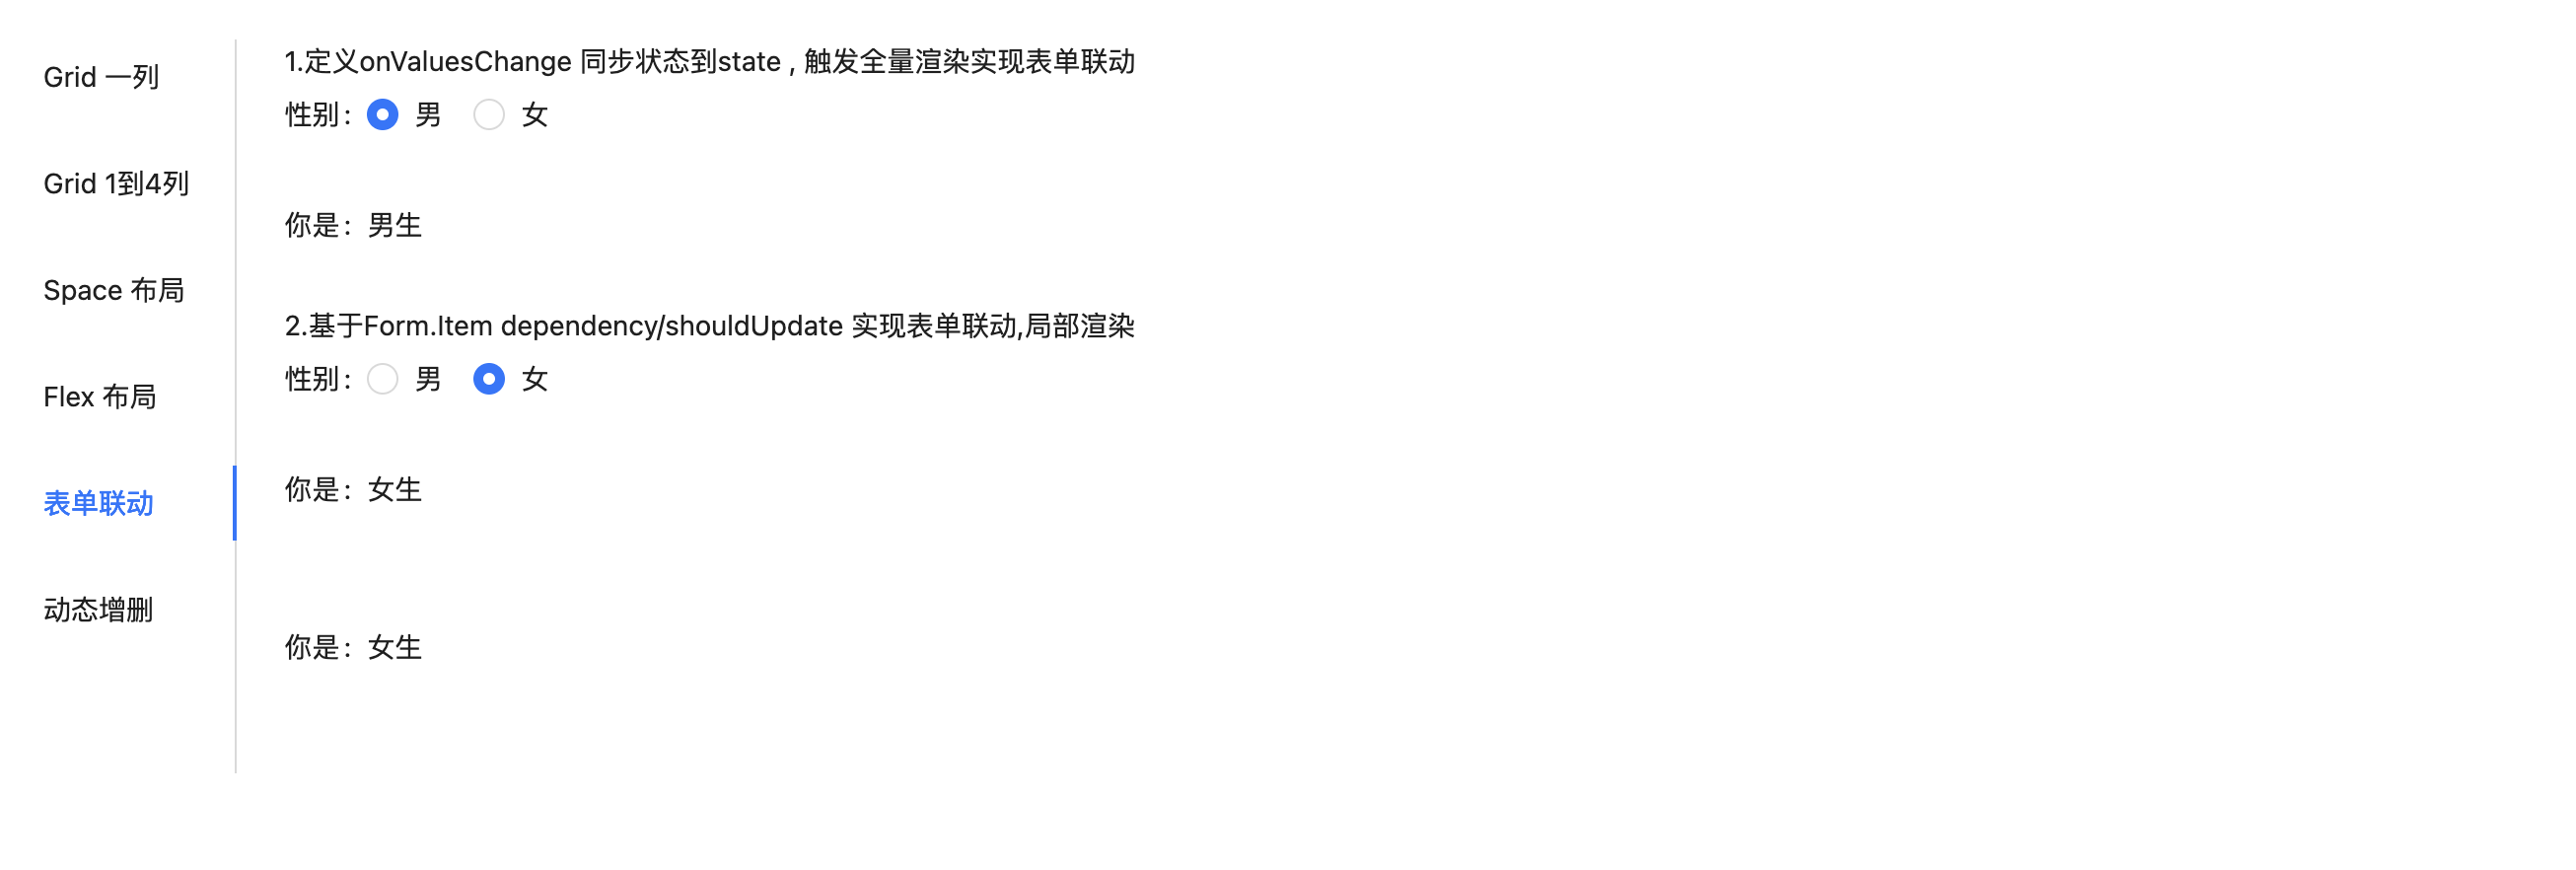 Grid 一列
Grid 1到4列
Space 布局
Flex 布局
表单联动
动态增删
1.定义onValuesChange 同步状态到state , 触发全量渲染实现表单联动
性别: 男 女
你是: 男生
2.基于Form.Item dependency/shouldUpdate 实现表单联动,局部渲染
性别: 男 女
你是: 女生
你是: 女生